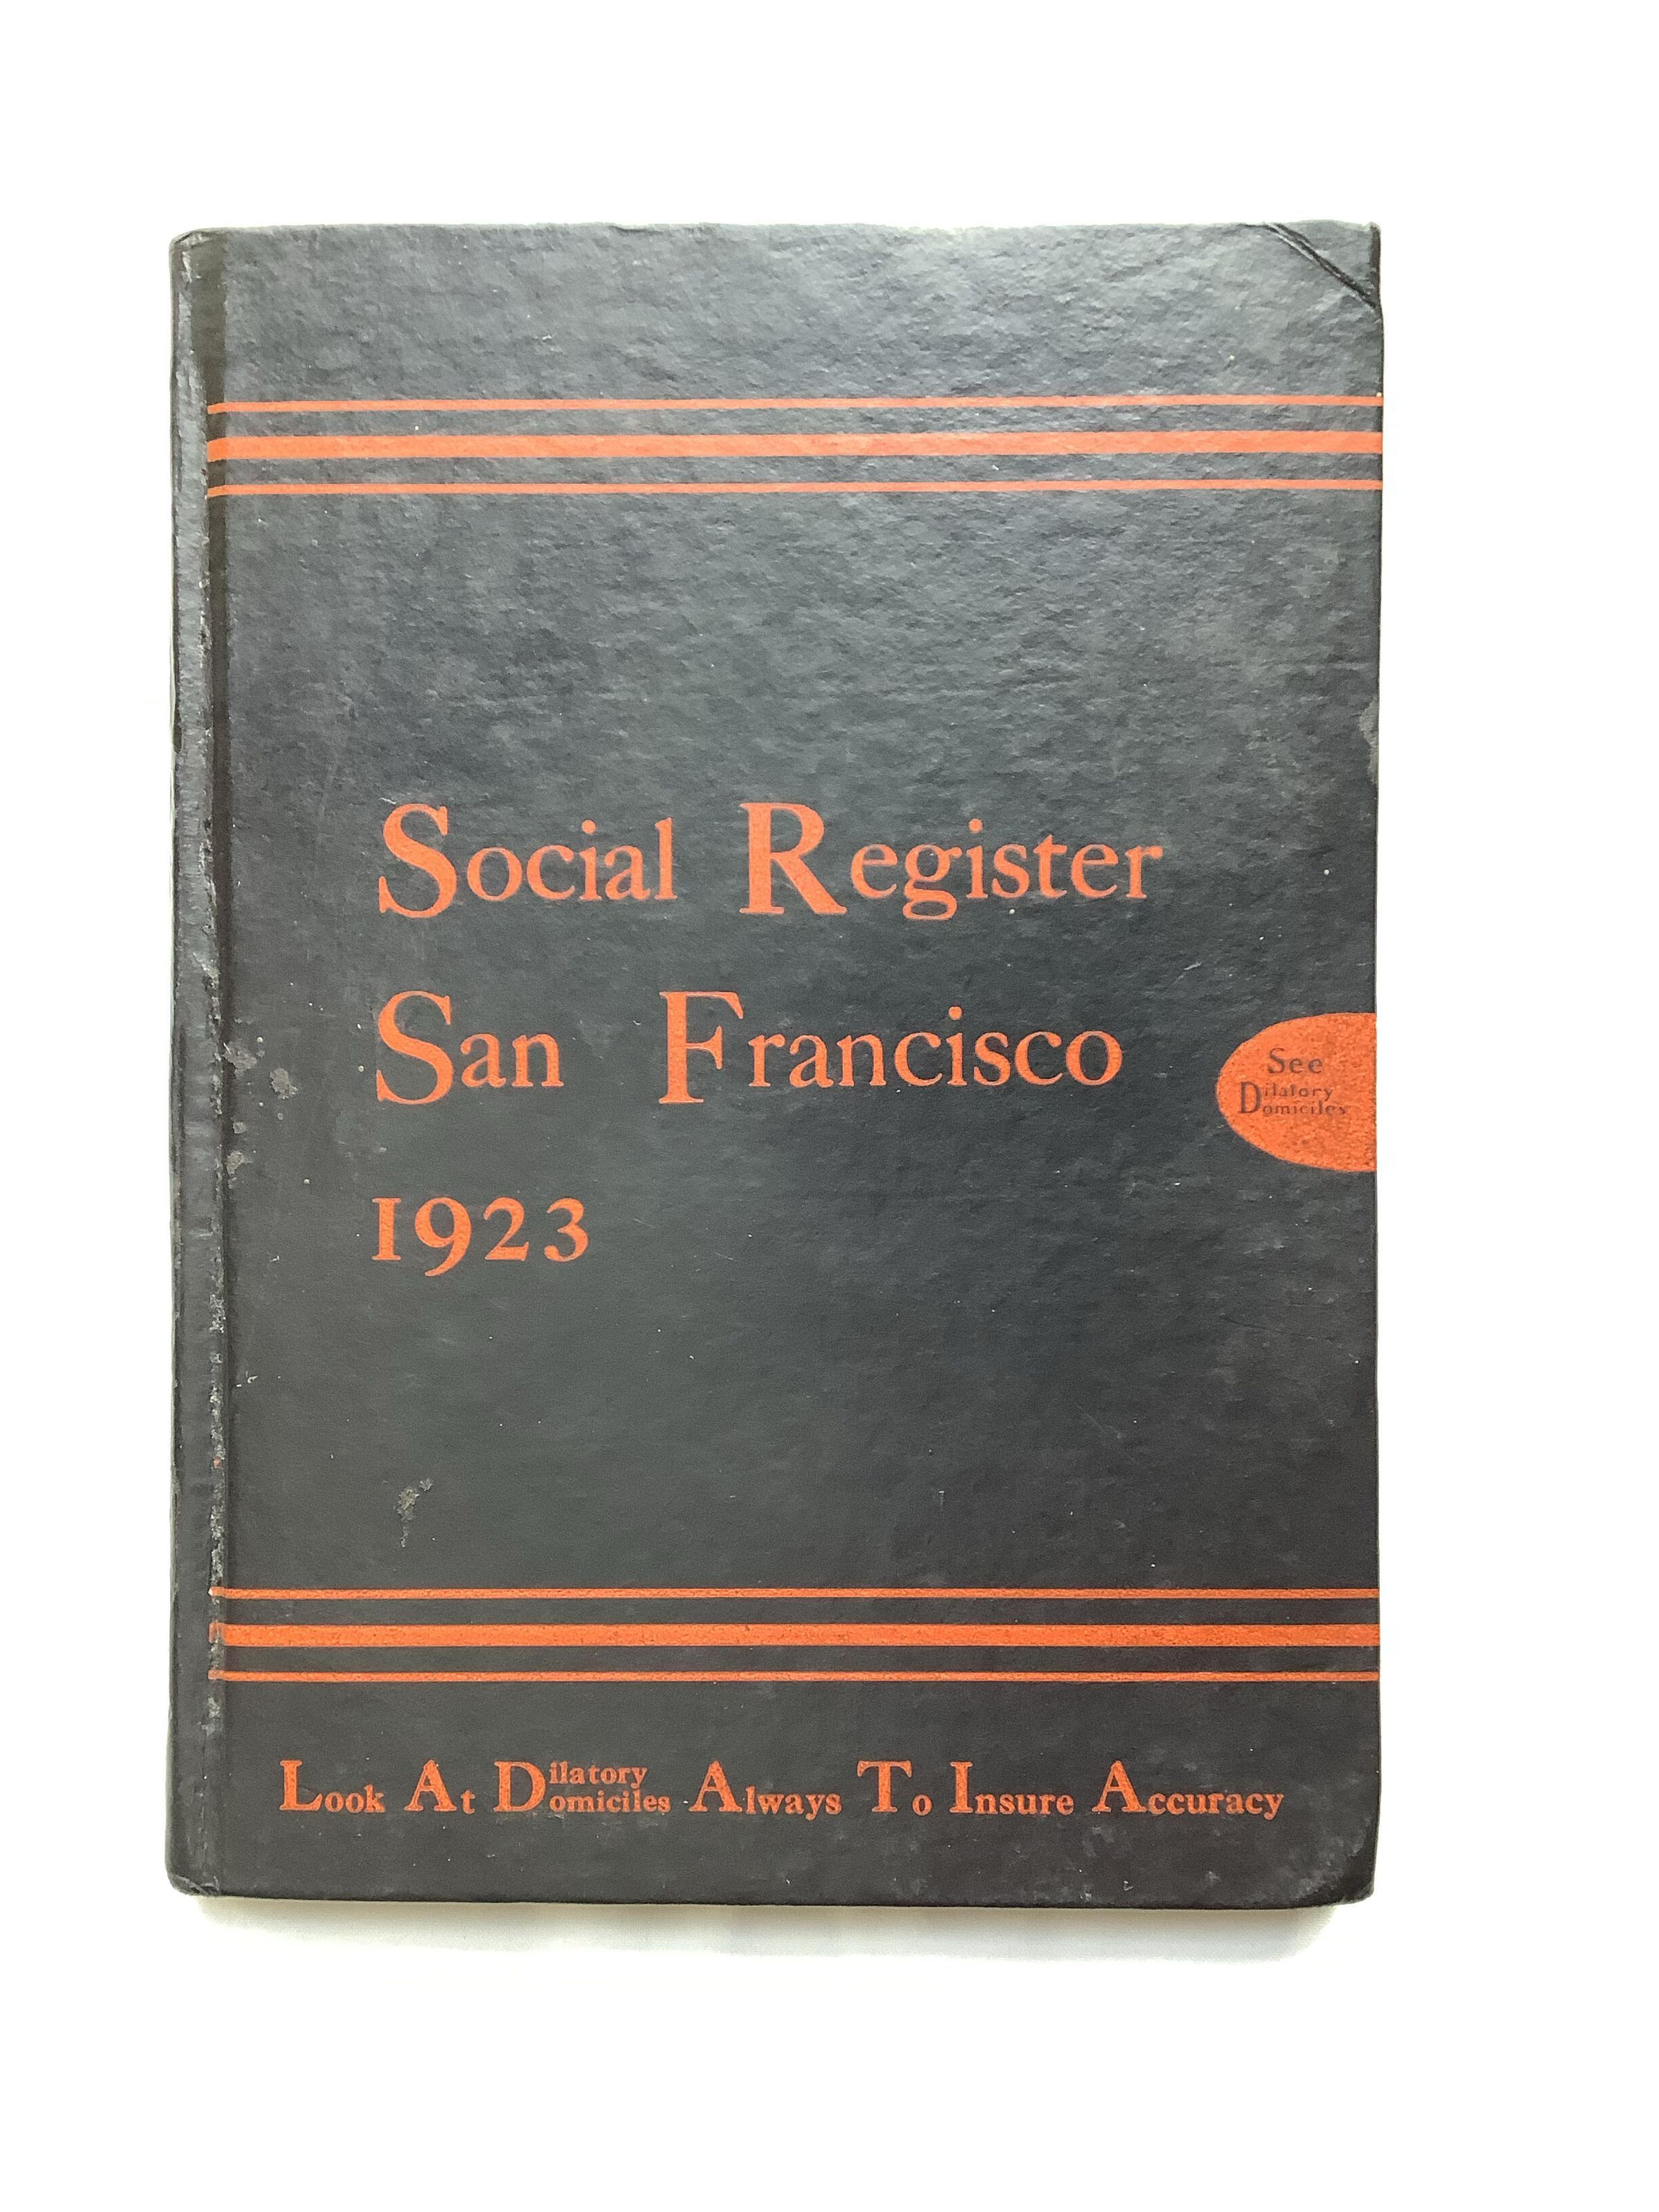 Social Register
San Francisco
See
Dilatory
Domiciles
1923
Look At Dilatory Domiciles Always To Insure Accuracy